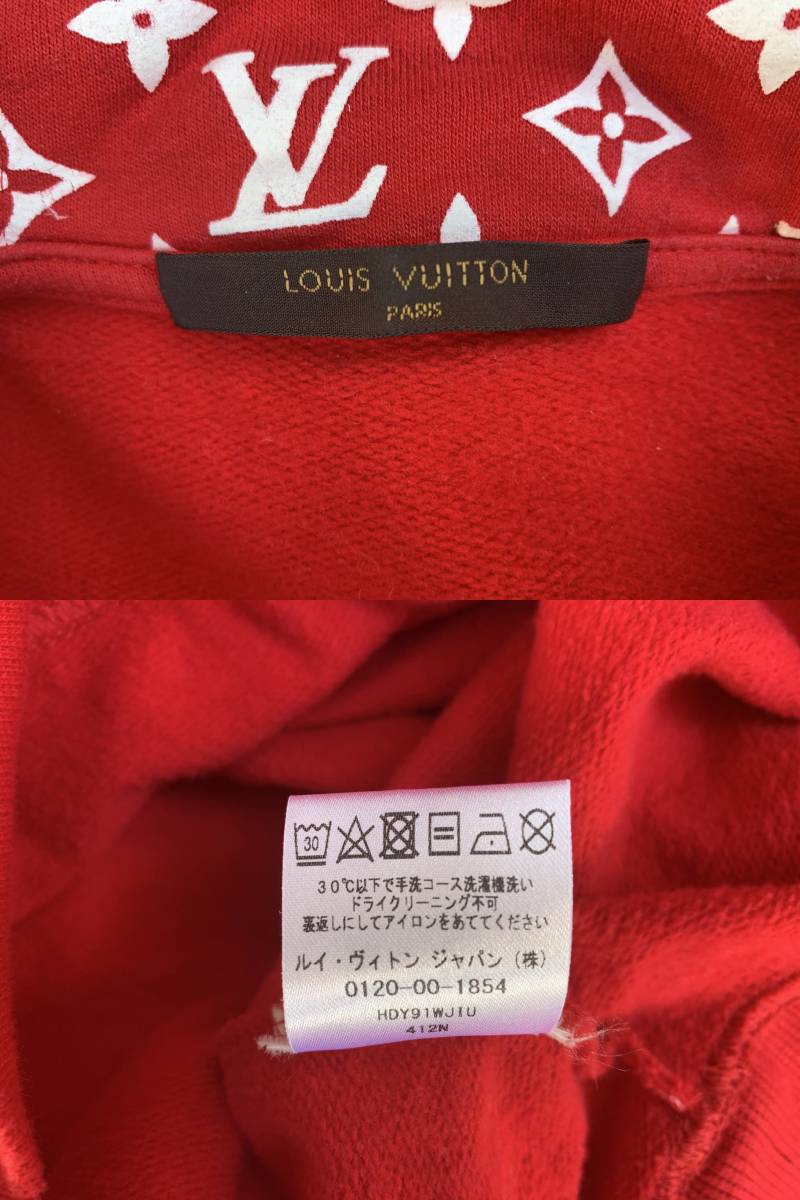 LV
LOUIS VUITTON
PARIS
30
30℃以下で手洗コース洗濯機洗い
ドライクリーニング不可
裏返しにしてアイロンをあててください
ルイ・ヴィトン ジャパン（株）
0120-00-1854
HDY91WJIU
412N